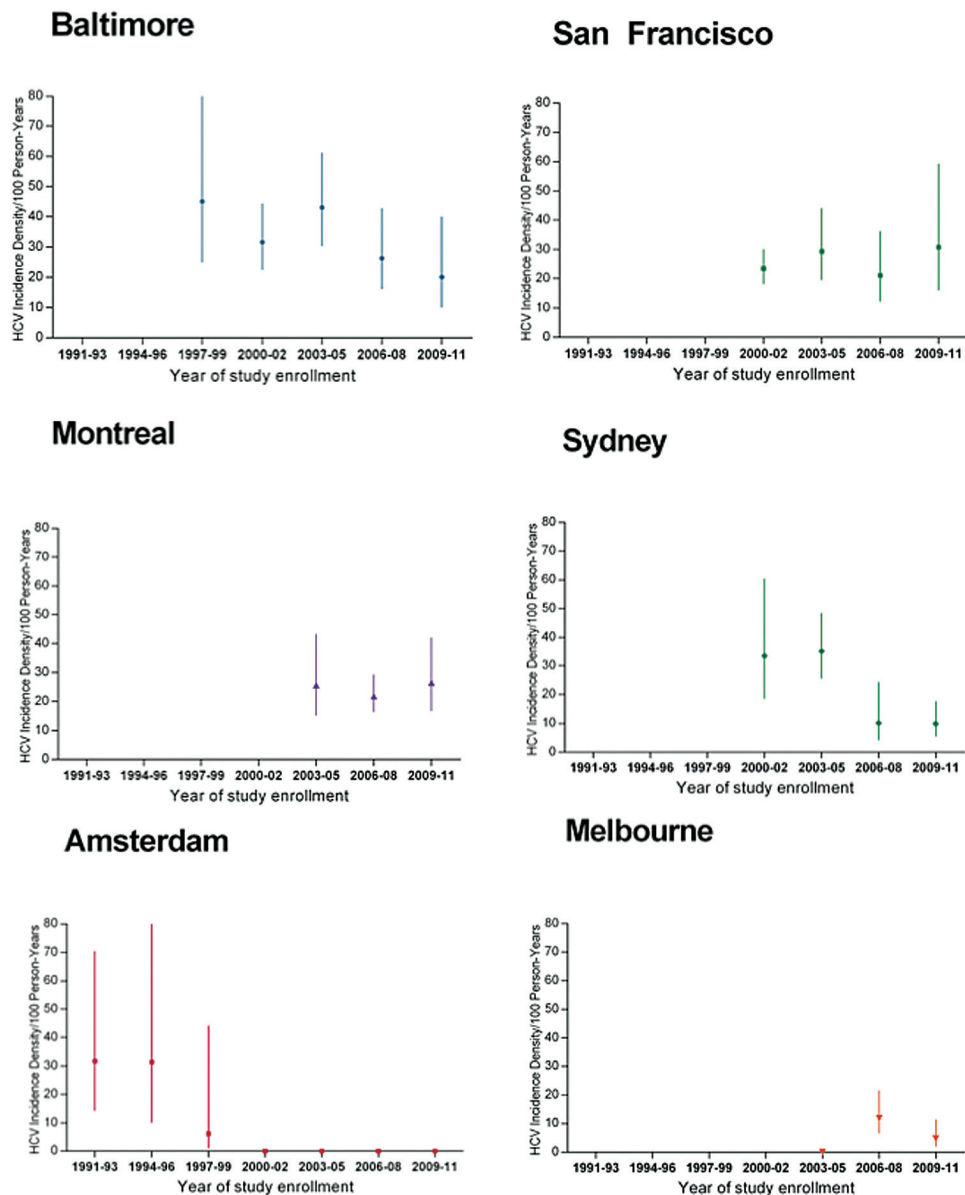 Baltimore
HCV Incidence Density/100 Person-Years
80
70
60
50
40
30
20
10
0
1991-93 1994-96 1997-99 2000-02 2003-05 2006-08 2009-11
Year of study enrollment
San Francisco
HCV Incidence Density/100 Person-Years
80
70
60
50
40
30
20
10
0
1991-93 1994-96 1997-99 2000-02 2003-05 2006-08 2009-11
Year of study enrollment
Montreal
HCV Incidence Density/100 Person-Years
80
70
60
50
40
30
20
10
0
1991-93 1994-96 1997-99 2000-02 2003-05 2006-08 2009-11
Year of study enrollment
Sydney
HCV Incidence Density/100 Person-Years
80
70
60
50
40
30
20
10
0
1991-93 1994-96 1997-99 2000-02 2003-05 2006-08 2009-11
Year of study enrollment
Amsterdam
HCV Incidence Density/100 Person-Years
80
70
60
50
40
30
20
10
0
1991-93 1994-96 1997-99 2000-02 2003-05 2006-08 2009-11
Year of study enrollment
Melbourne
HCV Incidence Density/100 Person-Years
80
70
60
50
40
30
20
10
0
1991-93 1994-96 1997-99 2000-02 2003-05 2006-08 2009-11
Year of study enrollment